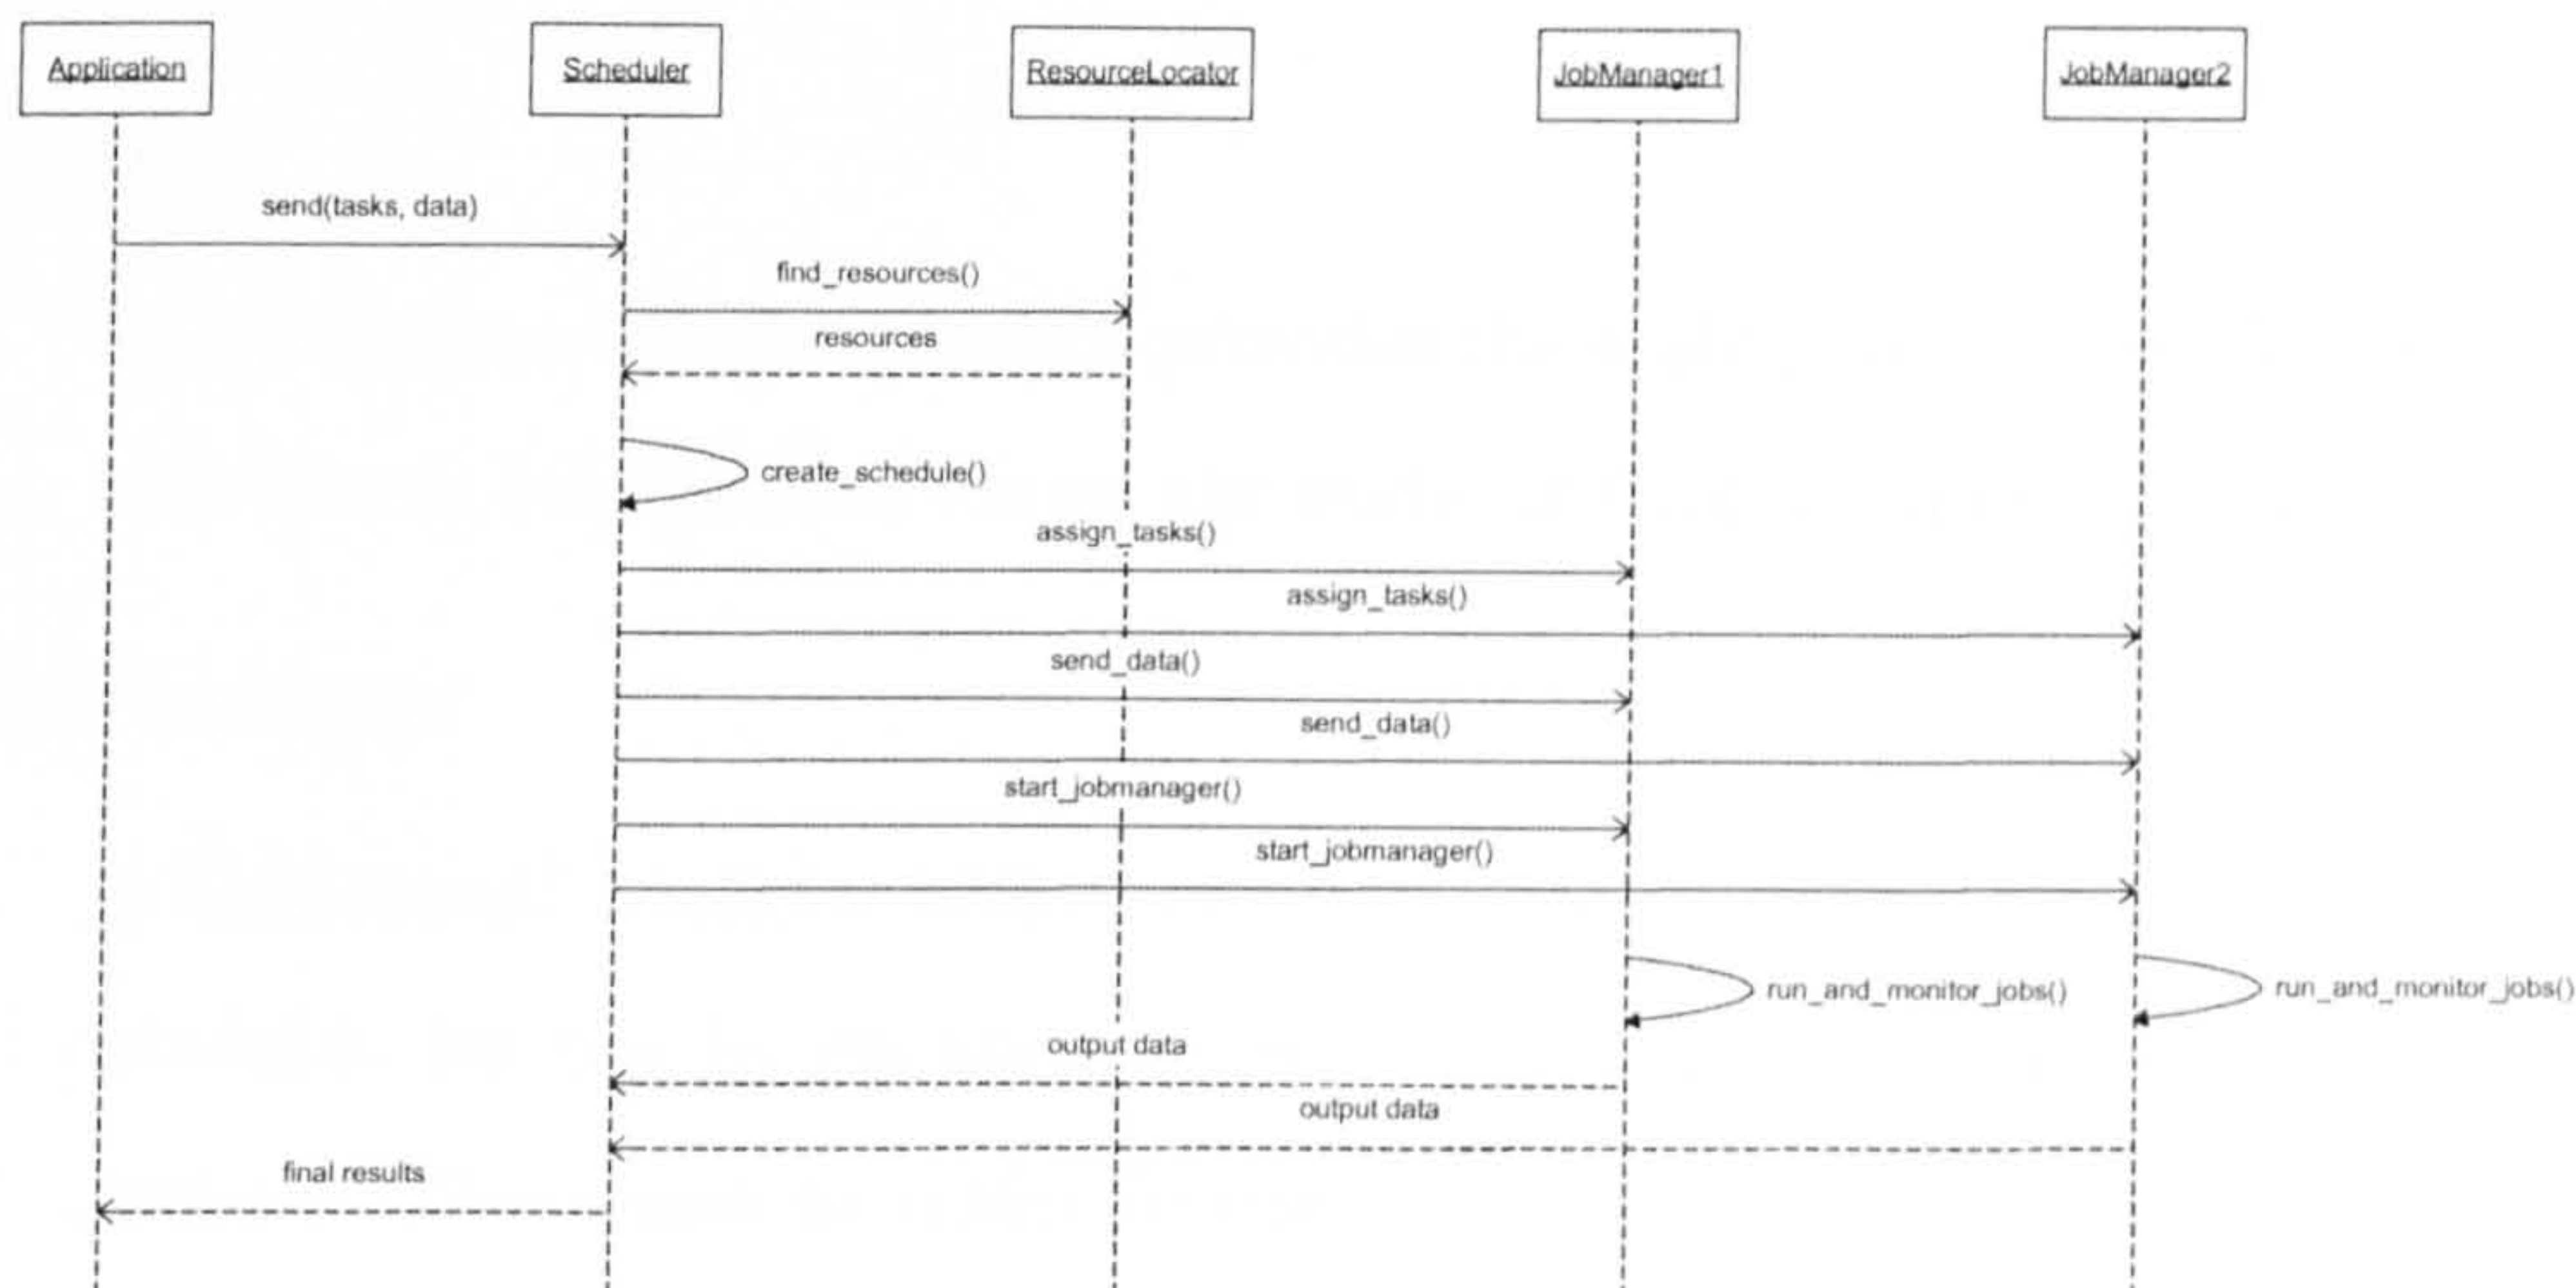 Application
Scheduler
ResourceLocator
JobManager1
JobManager2
send(tasks, data)
find_resources()
resources
create_schedule()
assign_tasks()
assign_tasks()
send_data()
send_data()
start_jobmanager()
start_jobmanager()
run_and_monitor_jobs()
run_and_monitor_jobs()
output data
output data
final results